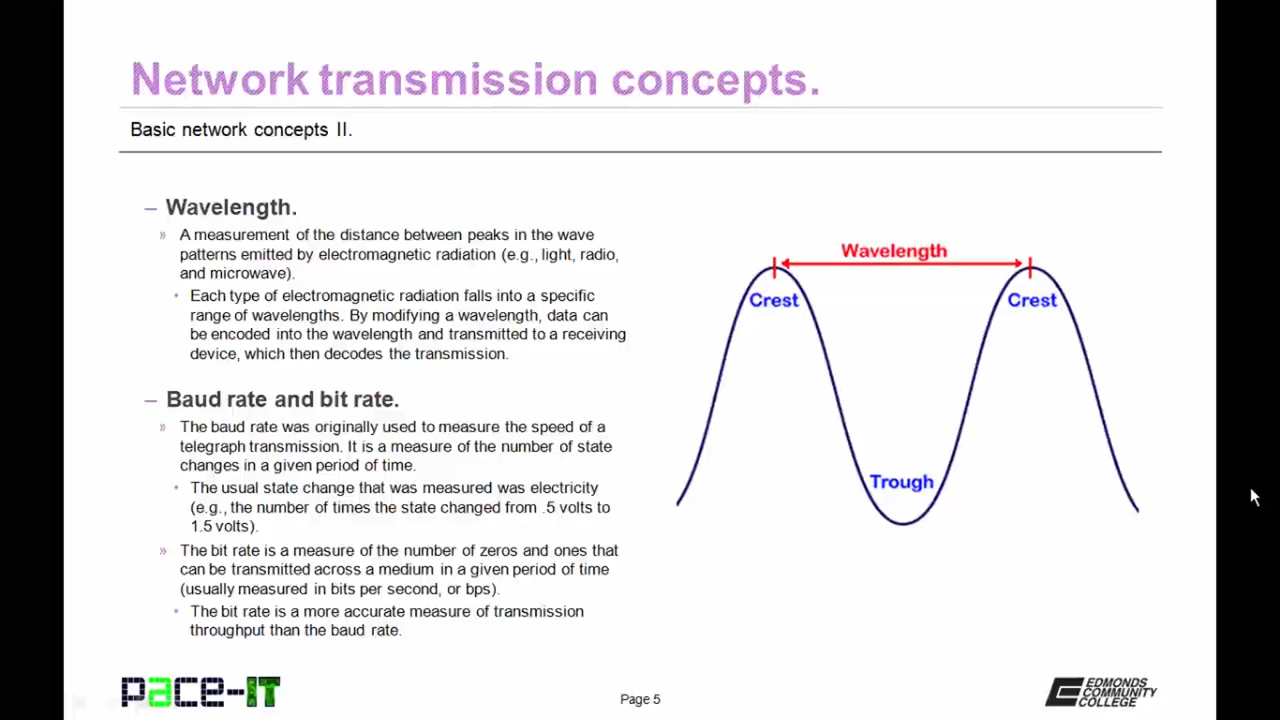 Network transmission concepts.
Basic network concepts II.
– Wavelength.
» A measurement of the distance between peaks in the wave
patterns emitted by electromagnetic radiation (e.g., light, radio,
and microwave).
• Each type of electromagnetic radiation falls into a specific
range of wavelengths. By modifying a wavelength, data can
be encoded into the wavelength and transmitted to a receiving
device, which then decodes the transmission.
– Baud rate and bit rate.
» The baud rate was originally used to measure the speed of a
telegraph transmission. It is a measure of the number of state
changes in a given period of time.
• The usual state change that was measured was electricity
(e.g., the number of times the state changed from .5 volts to
1.5 volts).
» The bit rate is a measure of the number of zeros and ones that
can be transmitted across a medium in a given period of time
(usually measured in bits per second, or bps).
• The bit rate is a more accurate measure of transmission
throughput than the baud rate.
Wavelength
Crest
Crest
Trough
pace-IT
Page 5
EDMONDS
COMMUNITY
COLLEGE